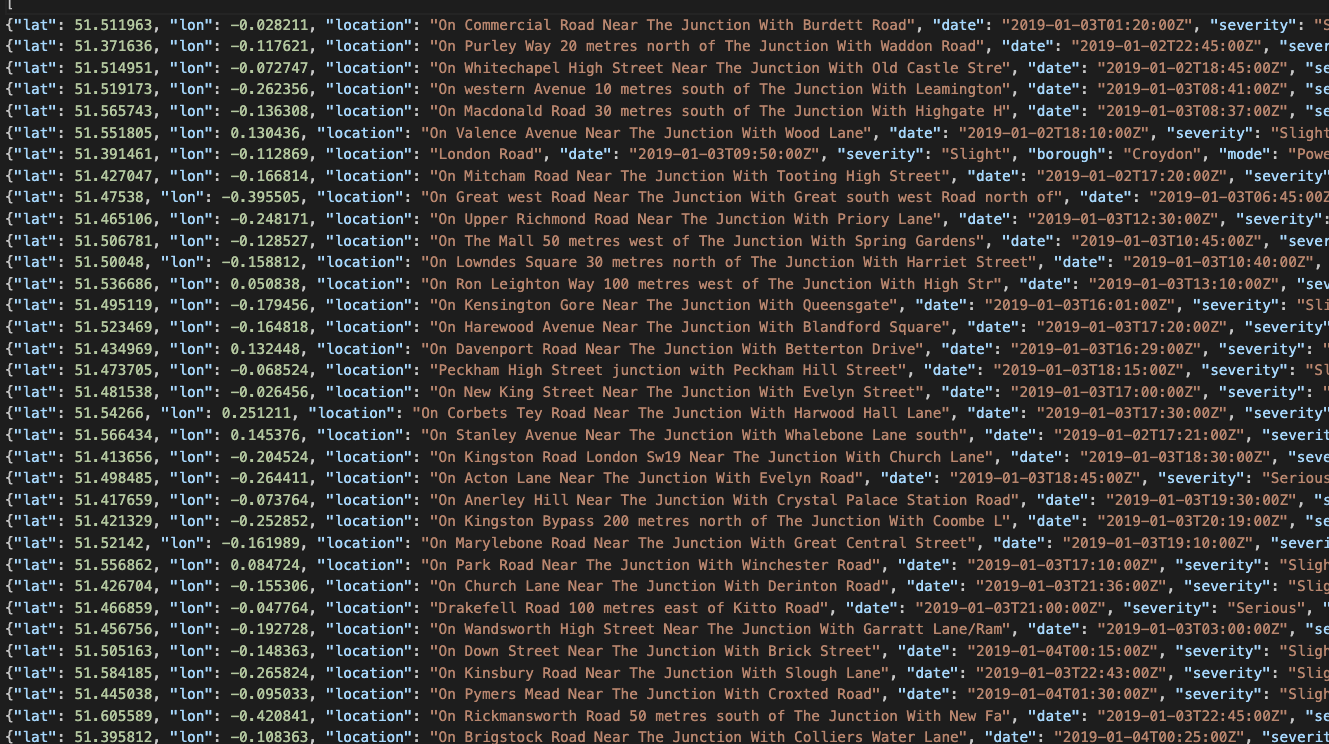 [
{"lat": 51.511963, "lon": -0.028211, "location": "On Commercial Road Near The Junction With Burdett Road", "date": "2019-01-03T01:20:00Z", "severity": "S
{"lat": 51.371636, "lon": -0.117621, "location": "On Purley Way 20 metres north of The Junction With Waddon Road", "date": "2019-01-02T22:45:00Z", "sever
{"lat": 51.514951, "lon": -0.072747, "location": "On Whitechapel High Street Near The Junction With Old Castle Stre", "date": "2019-01-02T18:45:00Z", "se
{"lat": 51.519173, "lon": -0.262356, "location": "On western Avenue 10 metres south of The Junction With Leamington", "date": "2019-01-03T08:41:00Z", "se
{"lat": 51.565743, "lon": -0.136308, "location": "On Macdonald Road 30 metres south of The Junction With Highgate H", "date": "2019-01-03T08:37:00Z", "se
{"lat": 51.551805, "lon": 0.130436, "location": "On Valence Avenue Near The Junction With Wood Lane", "date": "2019-01-02T18:10:00Z", "severity": "Slight
{"lat": 51.391461, "lon": -0.112869, "location": "London Road", "date": "2019-01-03T09:50:00Z", "severity": "Slight", "borough": "Croydon", "mode": "Powe
{"lat": 51.427047, "lon": -0.166814, "location": "On Mitcham Road Near The Junction With Tooting High Street", "date": "2019-01-02T17:20:00Z", "severity"
{"lat": 51.47538, "lon": -0.395505, "location": "On Great west Road Near The Junction With Great south west Road north of", "date": "2019-01-03T06:45:00Z
{"lat": 51.465106, "lon": -0.248171, "location": "On Upper Richmond Road Near The Junction With Priory Lane", "date": "2019-01-03T12:30:00Z", "severity":
{"lat": 51.506781, "lon": -0.128527, "location": "On The Mall 50 metres west of The Junction With Spring Gardens", "date": "2019-01-03T10:45:00Z", "sever
{"lat": 51.50048, "lon": -0.158812, "location": "On Lowndes Square 30 metres north of The Junction With Harriet Street", "date": "2019-01-03T10:40:00Z",
{"lat": 51.536686, "lon": 0.050838, "location": "On Ron Leighton Way 100 metres west of The Junction With High Str", "date": "2019-01-03T13:10:00Z", "sev
{"lat": 51.495119, "lon": -0.179456, "location": "On Kensington Gore Near The Junction With Queensgate", "date": "2019-01-03T16:01:00Z", "severity": "Sli
{"lat": 51.523469, "lon": -0.164818, "location": "On Harewood Avenue Near The Junction With Blandford Square", "date": "2019-01-03T17:20:00Z", "severity"
{"lat": 51.434969, "lon": 0.132448, "location": "On Davenport Road Near The Junction With Betterton Drive", "date": "2019-01-03T16:29:00Z", "severity": "
{"lat": 51.473705, "lon": -0.068524, "location": "Peckham High Street junction with Peckham Hill Street", "date": "2019-01-03T18:15:00Z", "severity": "Sl
{"lat": 51.481538, "lon": -0.026456, "location": "On New King Street Near The Junction With Evelyn Street", "date": "2019-01-03T17:00:00Z", "severity": "
{"lat": 51.54266, "lon": 0.251211, "location": "On Corbets Tey Road Near The Junction With Harwood Hall Lane", "date": "2019-01-03T17:30:00Z", "severity"
{"lat": 51.566434, "lon": 0.145376, "location": "On Stanley Avenue Near The Junction With Whalebone Lane south", "date": "2019-01-02T17:21:00Z", "severit
{"lat": 51.413656, "lon": -0.204524, "location": "On Kingston Road London Sw19 Near The Junction With Church Lane", "date": "2019-01-03T18:30:00Z", "seve
{"lat": 51.498485, "lon": -0.264411, "location": "On Acton Lane Near The Junction With Evelyn Road", "date": "2019-01-03T18:45:00Z", "severity": "Serious
{"lat": 51.417659, "lon": -0.073764, "location": "On Anerley Hill Near The Junction With Crystal Palace Station Road", "date": "2019-01-03T19:30:00Z", "s
{"lat": 51.421329, "lon": -0.252852, "location": "On Kingston Bypass 200 metres north of The Junction With Coombe L", "date": "2019-01-03T20:19:00Z", "se
{"lat": 51.52142, "lon": -0.161989, "location": "On Marylebone Road Near The Junction With Great Central Street", "date": "2019-01-03T19:10:00Z", "severi
{"lat": 51.556862, "lon": 0.084724, "location": "On Park Road Near The Junction With Winchester Road", "date": "2019-01-03T17:10:00Z", "severity": "Sligh
{"lat": 51.426704, "lon": -0.155306, "location": "On Church Lane Near The Junction With Derinton Road", "date": "2019-01-03T21:36:00Z", "severity": "Slig
{"lat": 51.466859, "lon": -0.047764, "location": "Drakefell Road 100 metres east of Kitto Road", "date": "2019-01-03T21:00:00Z", "severity": "Serious", "
{"lat": 51.456756, "lon": -0.192728, "location": "On Wandsworth High Street Near The Junction With Garratt Lane/Ram", "date": "2019-01-03T03:00:00Z", "se
{"lat": 51.505163, "lon": -0.148363, "location": "On Down Street Near The Junction With Brick Street", "date": "2019-01-04T00:15:00Z", "severity": "Sligh
{"lat": 51.584185, "lon": -0.265824, "location": "On Kinsbury Road Near The Junction With Slough Lane", "date": "2019-01-03T22:43:00Z", "severity": "Slig
{"lat": 51.445038, "lon": -0.095033, "location": "On Pymers Mead Near The Junction With Croxted Road", "date": "2019-01-04T01:30:00Z", "severity": "Sligh
{"lat": 51.605589, "lon": -0.420841, "location": "On Rickmansworth Road 50 metres south of The Junction With New Fa", "date": "2019-01-03T22:45:00Z", "se
{"lat": 51.395812, "lon": -0.108363, "location": "On Brigstock Road Near The Junction With Colliers Water Lane", "date": "2019-01-04T00:25:00Z", "severit